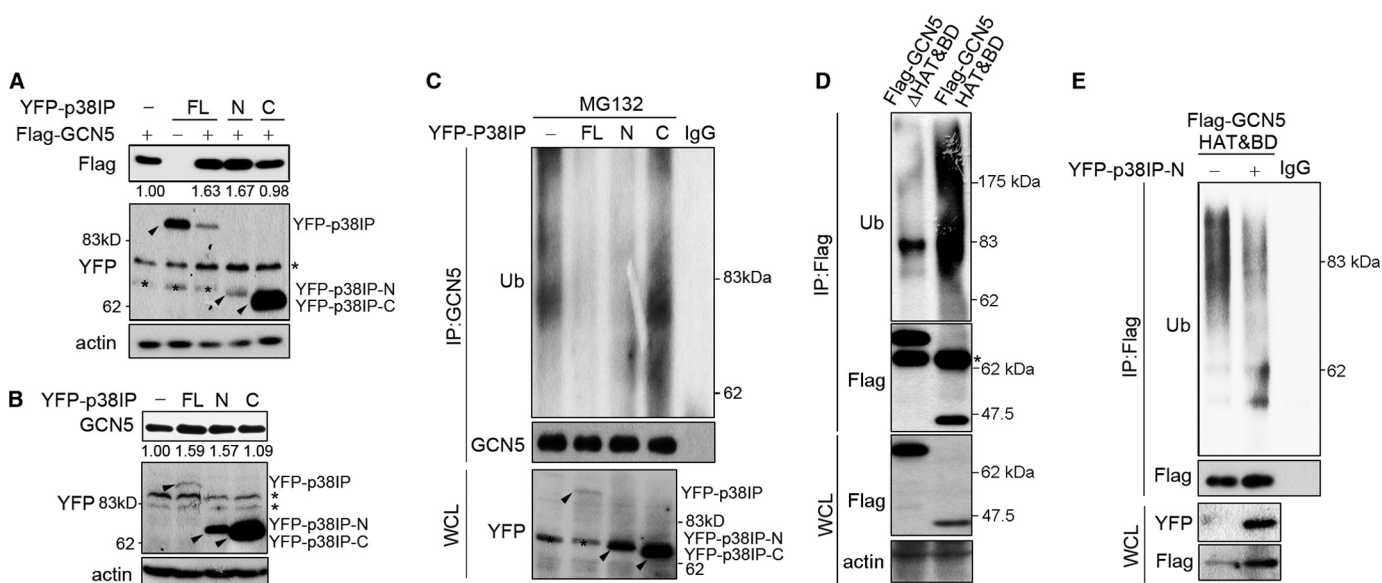 A
YFP-p38IP – FL N C
Flag-GCN5 + – + + +
Flag
1.00 1.63 1.67 0.98
YFP-p38IP
83kD
YFP *
* * *
YFP-p38IP-N
62 YFP-p38IP-C
actin
B
YFP-p38IP – FL N C
GCN5
1.00 1.59 1.57 1.09
YFP-p38IP
YFP 83kD *
*
YFP-p38IP-N
62 YFP-p38IP-C
actin
C
MG132
YFP-P38IP – FL N C IgG
IP:GCN5
Ub
83kDa
62
GCN5
WCL
YFP-p38IP
83kD
YFP
* *
YFP-p38IP-N
YFP-p38IP-C
62
D
Flag-GCN5
ΔHAT&BD
Flag-GCN5
HAT&BD
IP:Flag
175 kDa
Ub
83
62
*
62 kDa
Flag
47.5
WCL
62 kDa
Flag
47.5
actin
E
Flag-GCN5
HAT&BD
YFP-p38IP-N – + IgG
IP:Flag
83 kDa
Ub
62
Flag
WCL
YFP
Flag